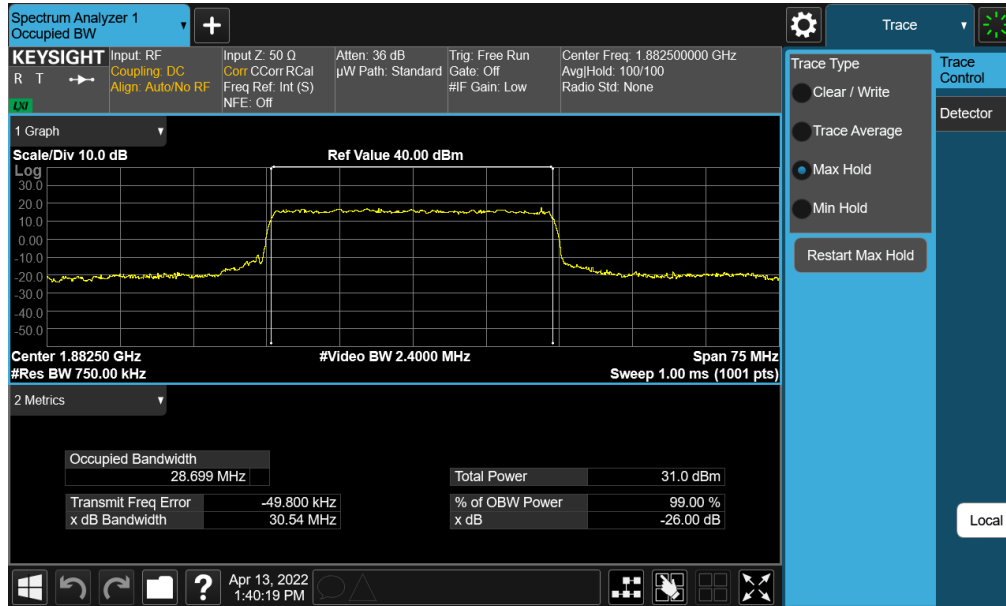 Spectrum Analyzer 1
Occupied BW
+
Trace
KEYSIGHT
R T
LXI
Input: RF
Coupling: DC
Align: Auto/No RF
Input Z: 50 Ω
Corr CCorr RCal
Freq Ref: Int (S)
NFE: Off
Atten: 36 dB
µW Path: Standard
Trig: Free Run
Gate: Off
#IF Gain: Low
Center Freq: 1.882500000 GHz
Avg|Hold: 100/100
Radio Std: None
1 Graph
Scale/Div 10.0 dB
Ref Value 40.00 dBm
Log
30.0
20.0
10.0
0.00
-10.0
-20.0
-30.0
-40.0
-50.0
Center 1.88250 GHz
#Video BW 2.4000 MHz
Span 75 MHz
#Res BW 750.00 kHz
Sweep 1.00 ms (1001 pts)
2 Metrics
Occupied Bandwidth
28.699 MHz
Total Power 31.0 dBm
Transmit Freq Error -49.800 kHz
% of OBW Power 99.00 %
x dB Bandwidth 30.54 MHz
x dB -26.00 dB
Trace Type
Clear / Write
Trace Average
Max Hold
Min Hold
Restart Max Hold
Trace
Control
Detector
Local
?
Apr 13, 2022
1:40:19 PM